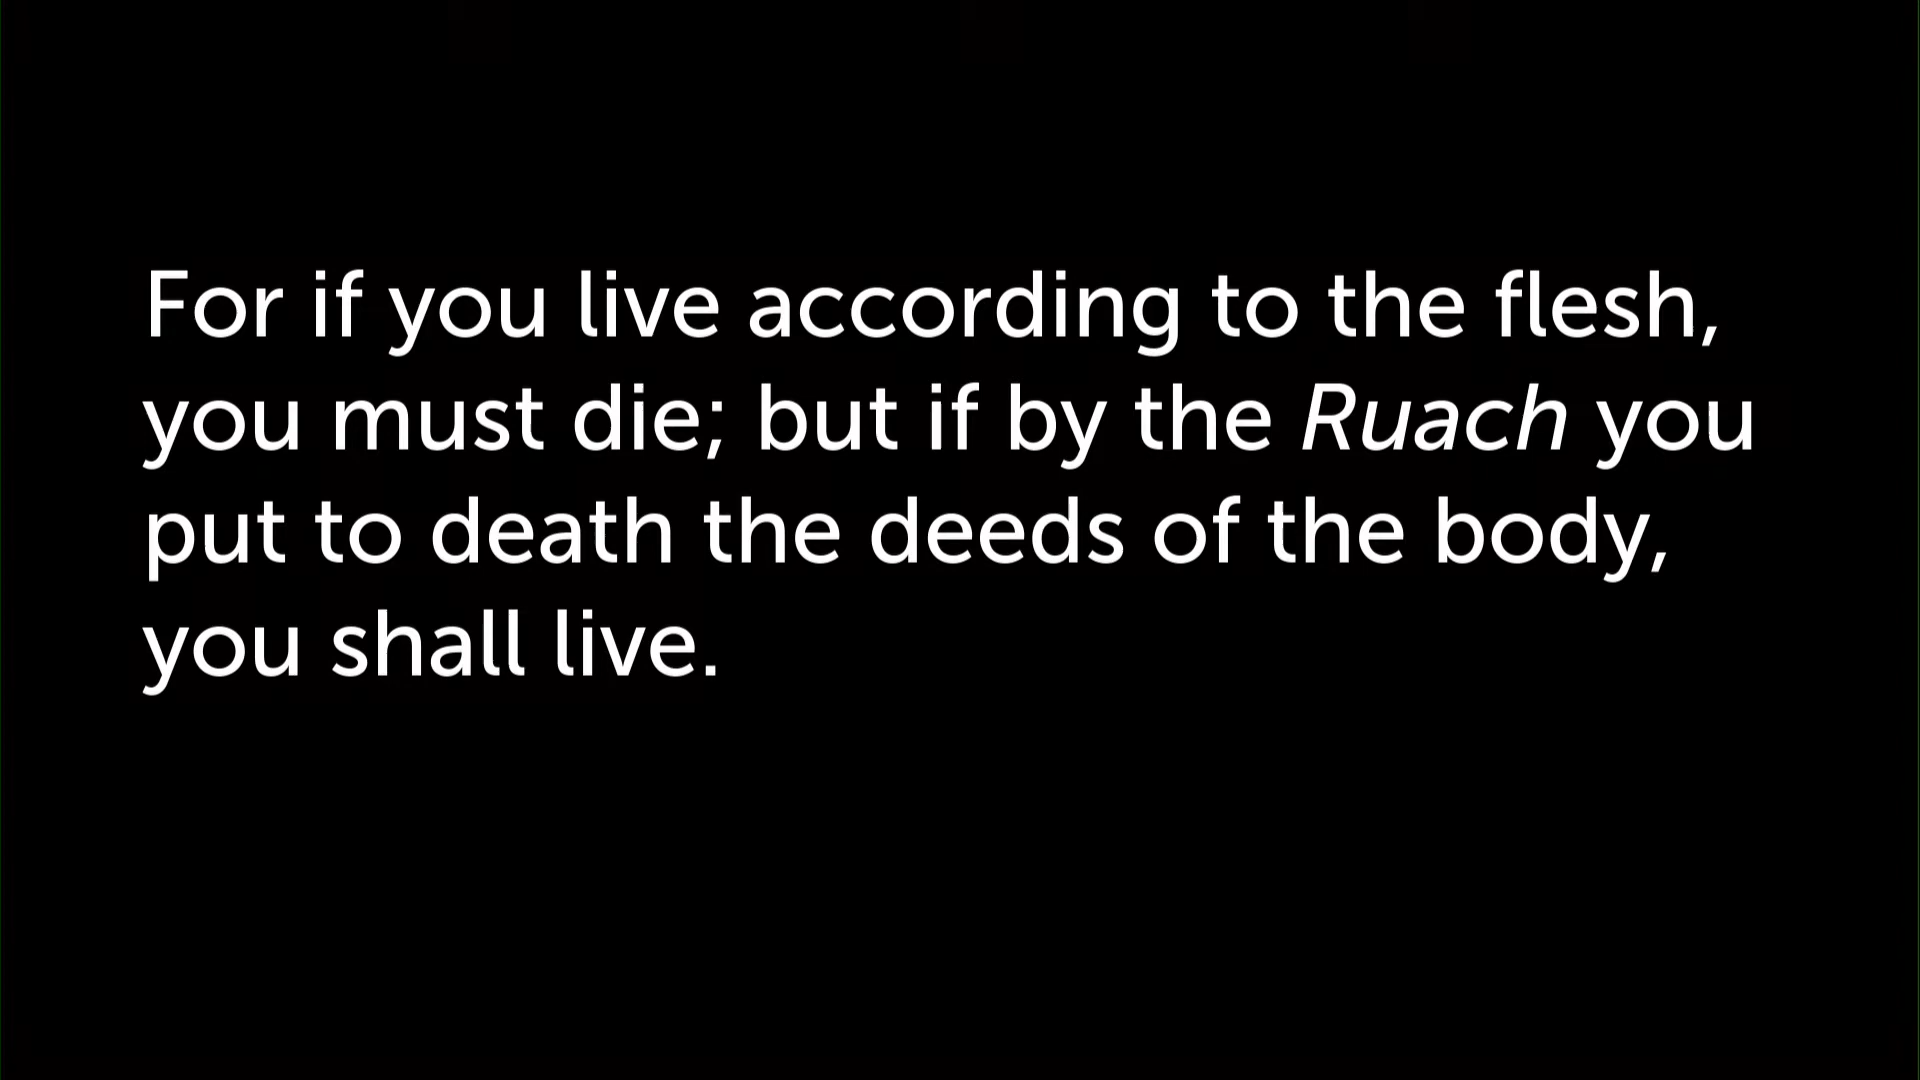 For if you live according to the flesh,
you must die; but if by the Ruach you
put to death the deeds of the body,
you shall live.